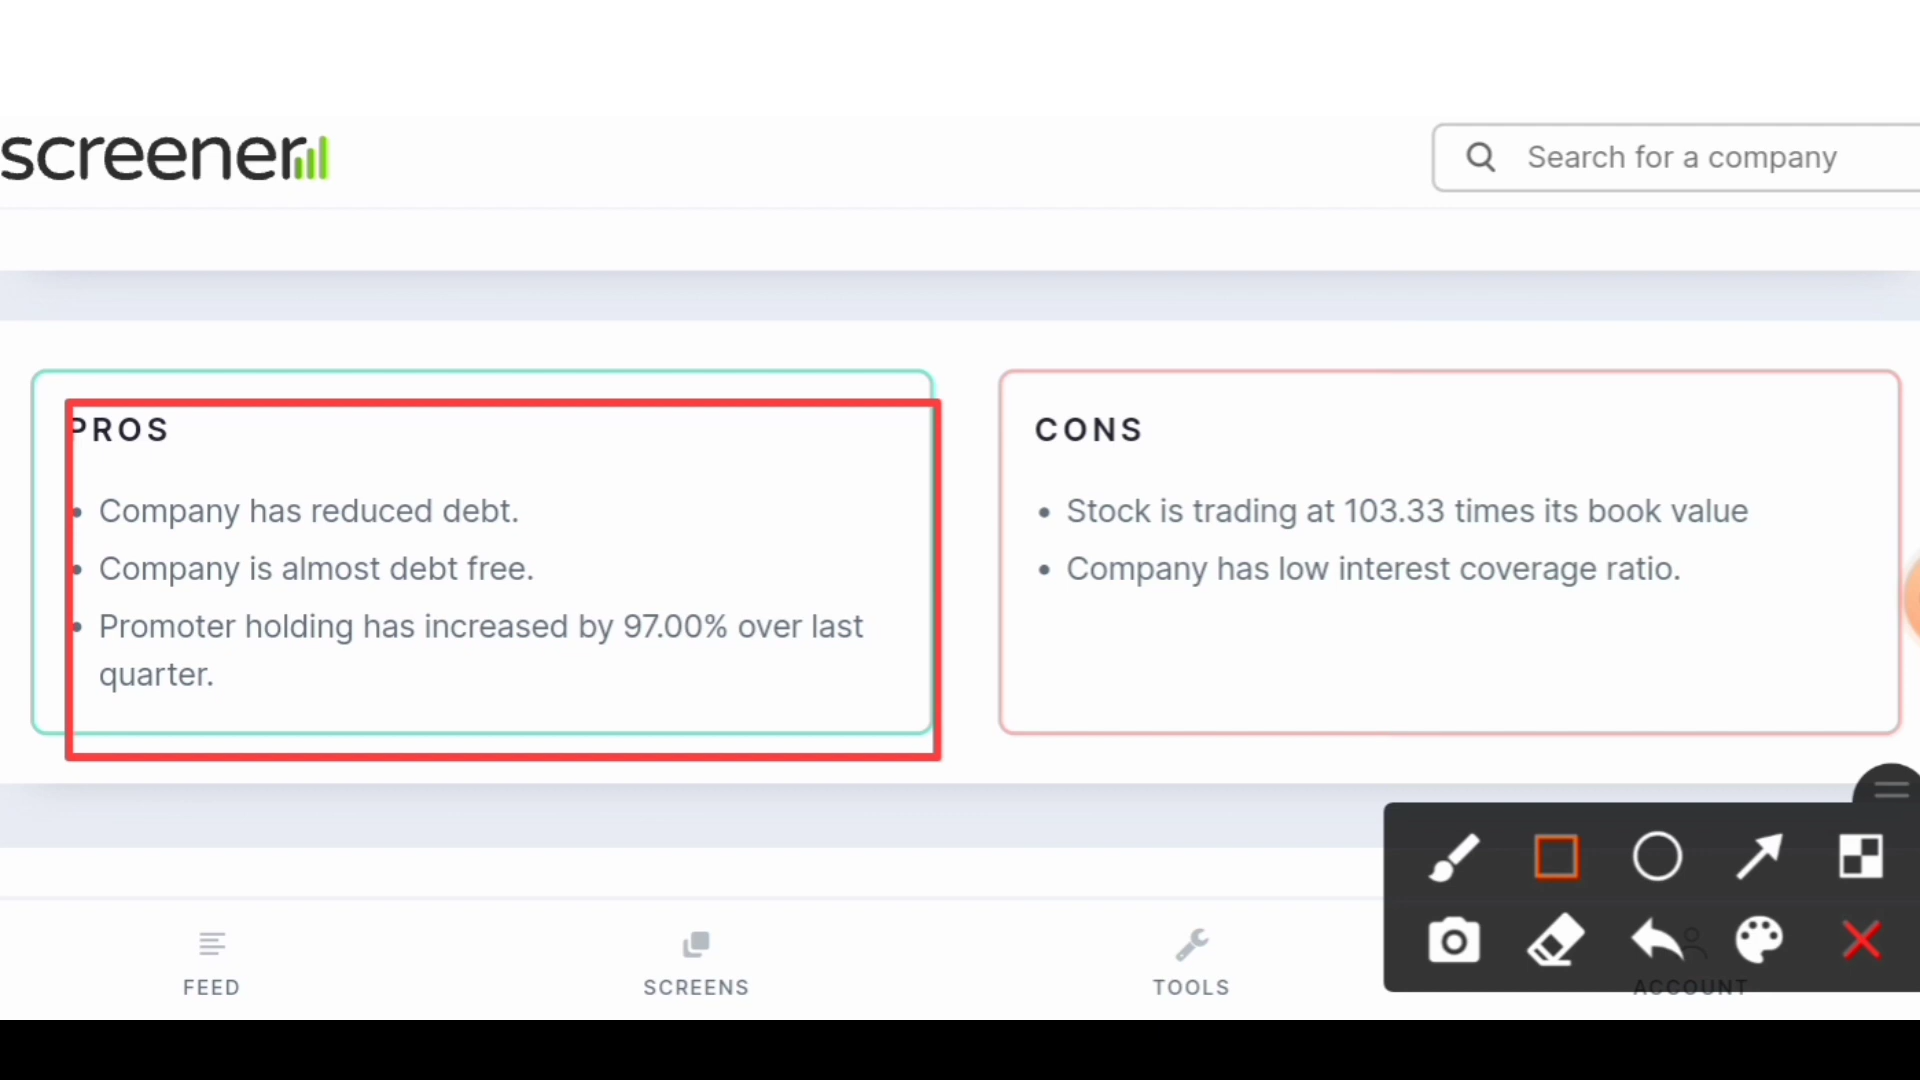 screener
Search for a company
PROS
Company has reduced debt.
Company is almost debt free.
Promoter holding has increased by 97.00% over last
quarter.
CONS
Stock is trading at 103.33 times its book value
Company has low interest coverage ratio.
FEED
SCREENS
TOOLS
ACCOUNT